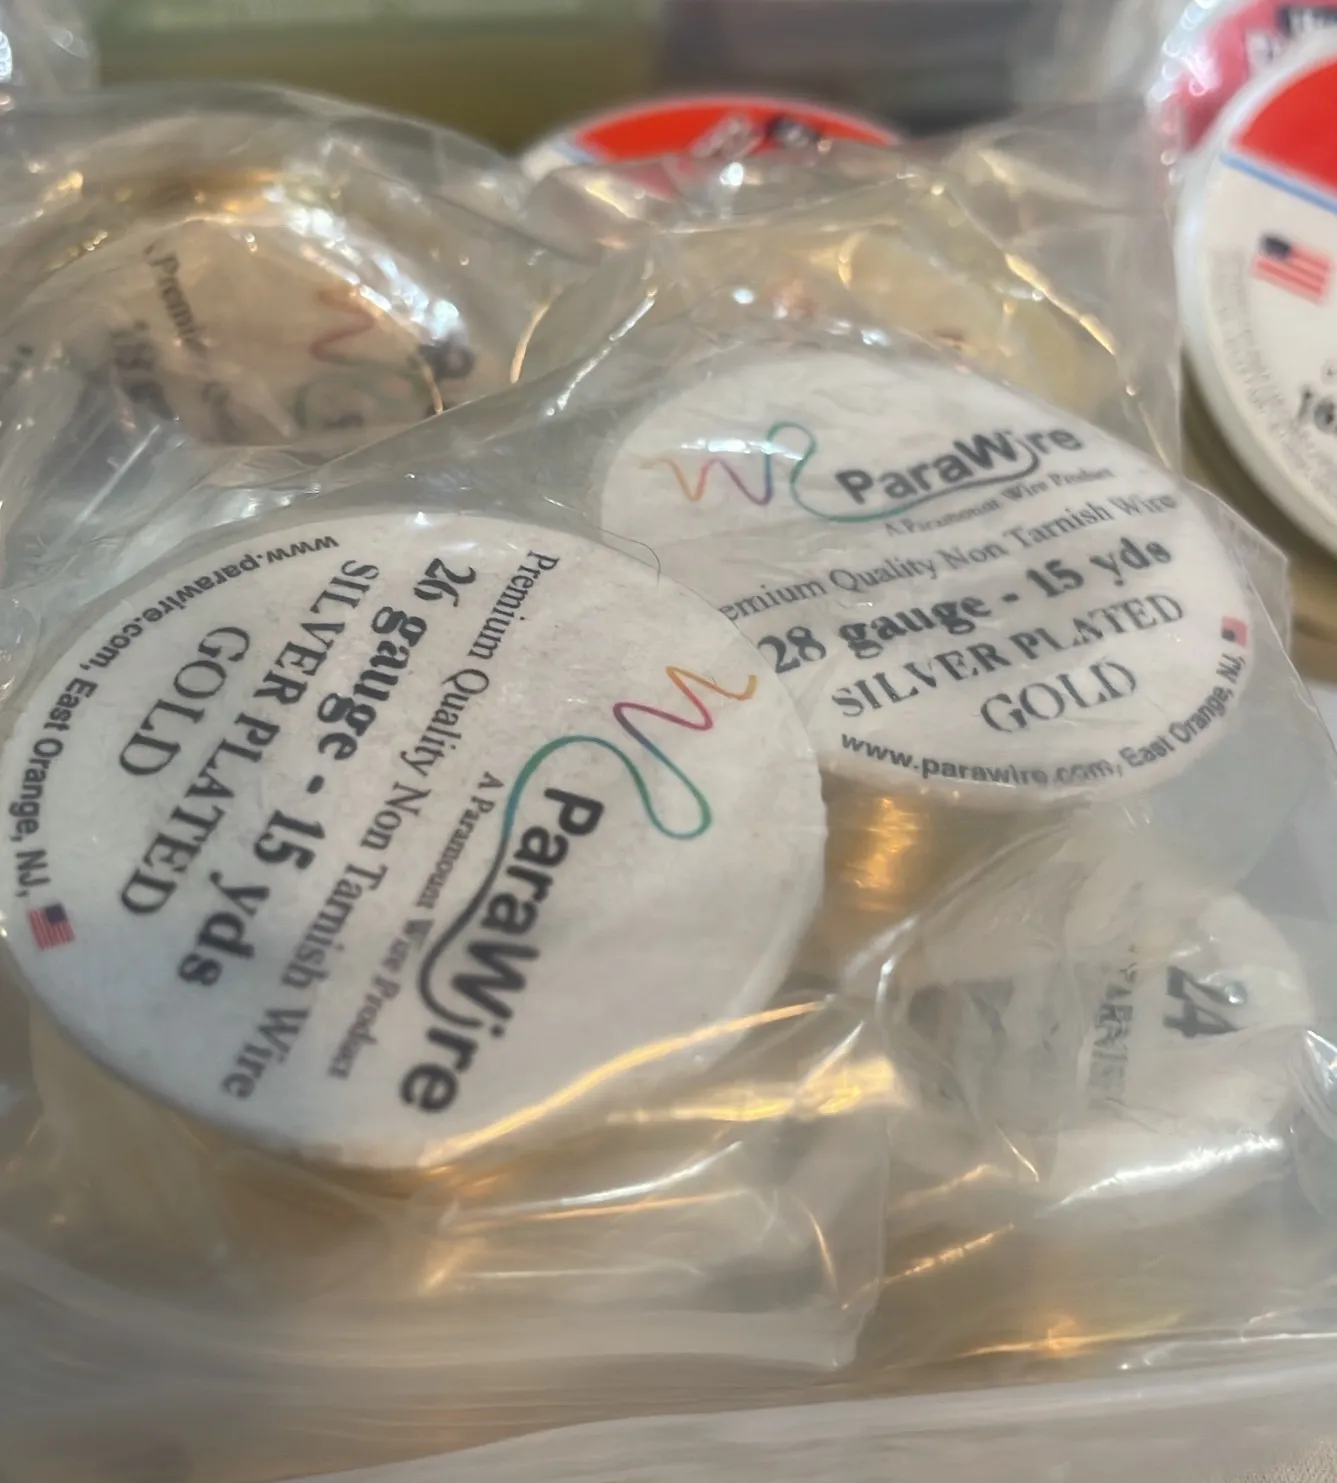 ParaWire
A Paramount Wire Product
Premium Quality Non Tarnish Wire
26 gauge - 15 yds
SILVER PLATED
GOLD
www.parawire.com, East Orange, NJ,
ParaWire
A Paramount Wire Product
emium Quality Non Tarnish Wire
28 gauge - 15 yds
SILVER PLATED
GOLD
www.parawire.com, East Orange, NJ,
Premi
24